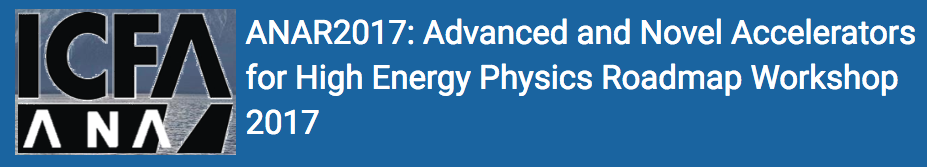 ICFA
ANA
ANAR2017: Advanced and Novel Accelerators
for High Energy Physics Roadmap Workshop
2017